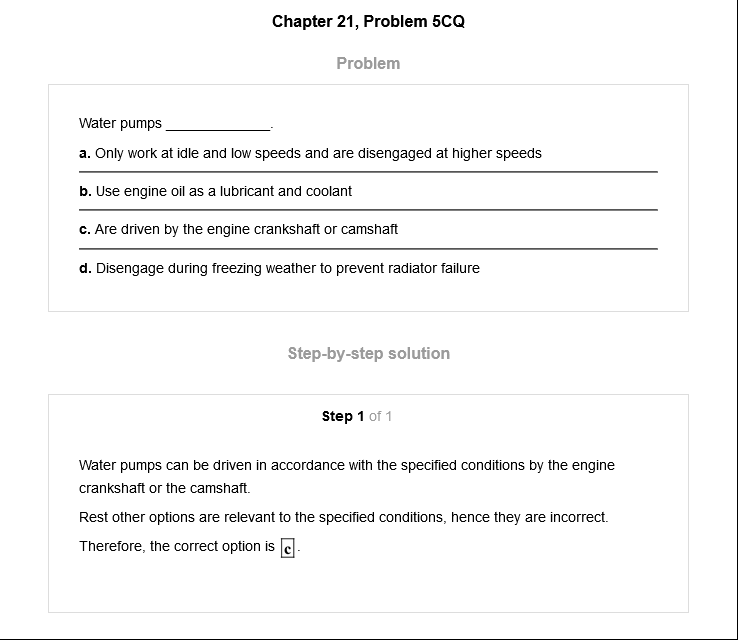 Chapter 21, Problem 5CQ
Problem
Water pumps ______________.
a. Only work at idle and low speeds and are disengaged at higher speeds
b. Use engine oil as a lubricant and coolant
c. Are driven by the engine crankshaft or camshaft
d. Disengage during freezing weather to prevent radiator failure
Step-by-step solution
Step 1 of 1
Water pumps can be driven in accordance with the specified conditions by the engine
crankshaft or the camshaft.
Rest other options are relevant to the specified conditions, hence they are incorrect.
Therefore, the correct option is c.